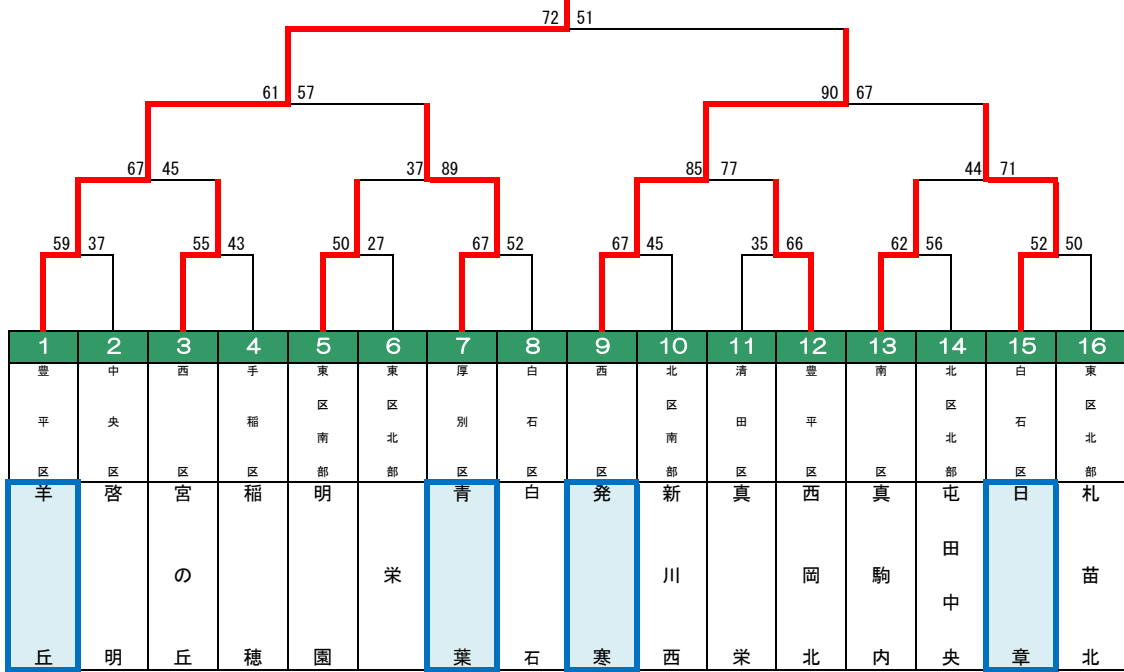 72 51
61 57 90 67
67 45 37 89 85 77 44 71
59 37 55 43 50 27 67 52 67 45 35 66 62 56 52 50
1 2 3 4 5 6 7 8 9 10 11 12 13 14 15 16
豊平区 中央区 西区 手稲区 東区南部 東区北部 厚別区 白石区 西区 北区南部 清田区 豊平区 南区 北区北部 白石区 東区北部
羊丘 啓明 宮の丘 稲穂 明園 栄 青葉 白石 発寒 新川西 真栄 西岡北 真駒内 屯田中央 日章 札苗北